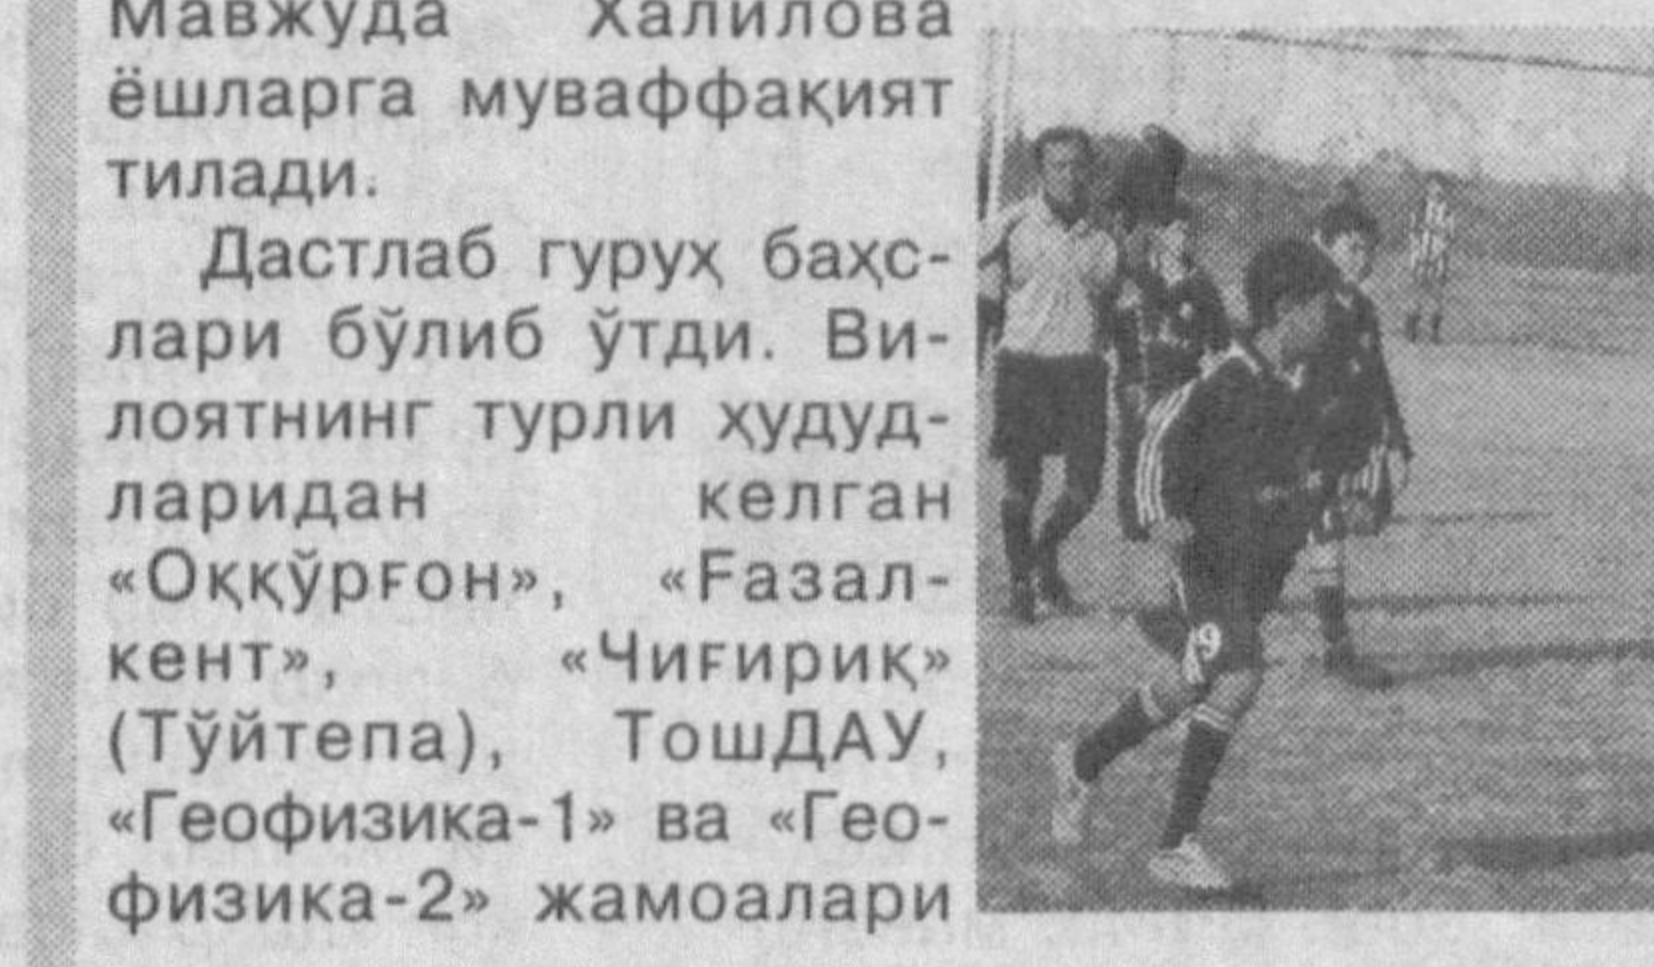 Мавжуда Халилова
ёшларга муваффақият
тилади.
Дастлаб гуруҳ баҳс-
лари бўлиб ўтди. Ви-
лоятнинг турли ҳудуд-
ларидан келган
«Оққўрғон», «Ғазал-
кент», «Чиғириқ»
(Тўйтепа), ТошДАУ,
«Геофизика-1» ва «Гео-
физика-2» жамоалари
9